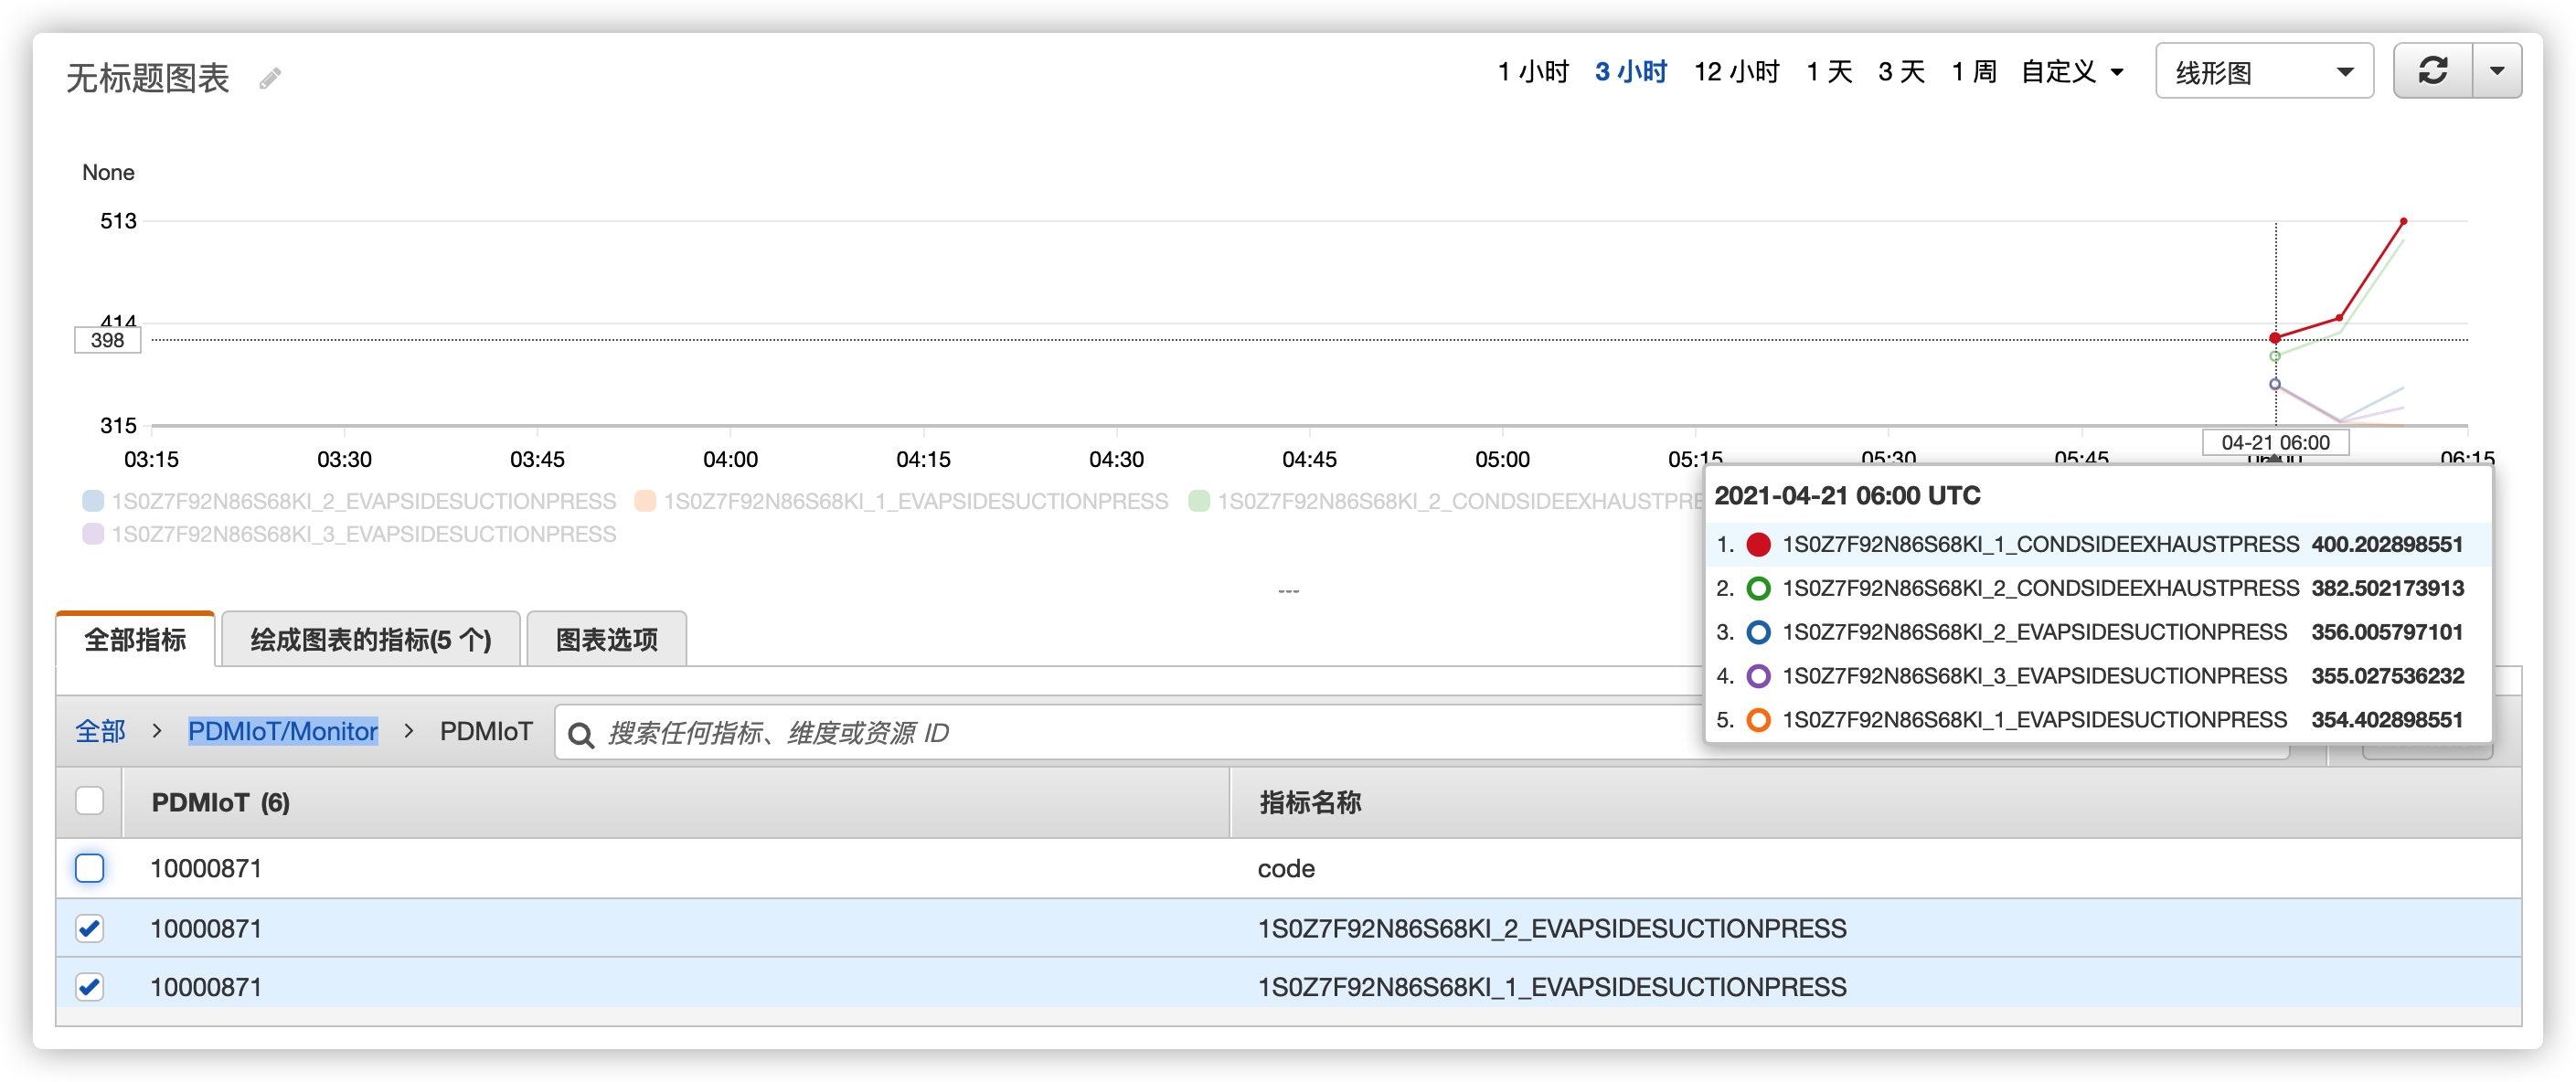 无标题图表
1 小时 3 小时 12 小时 1 天 3 天 1 周 自定义 线形图
None
513
414
398
315
04-21 06:00
03:15 03:30 03:45 04:00 04:15 04:30 04:45 05:00 05:15 05:30 05:45 06:00 06:15
1S0Z7F92N86S68KI_2_EVAPSIDESUCTIONPRESS 1S0Z7F92N86S68KI_1_EVAPSIDESUCTIONPRESS 1S0Z7F92N86S68KI_2_CONDSIDEEXHAUSTPRE
1S0Z7F92N86S68KI_3_EVAPSIDESUCTIONPRESS
2021-04-21 06:00 UTC
1. 1S0Z7F92N86S68KI_1_CONDSIDEEXHAUSTPRESS 400.202898551
2. 1S0Z7F92N86S68KI_2_CONDSIDEEXHAUSTPRESS 382.502173913
3. 1S0Z7F92N86S68KI_2_EVAPSIDESUCTIONPRESS 356.005797101
4. 1S0Z7F92N86S68KI_3_EVAPSIDESUCTIONPRESS 355.027536232
5. 1S0Z7F92N86S68KI_1_EVAPSIDESUCTIONPRESS 354.402898551
全部指标 绘成图表的指标(5 个) 图表选项
全部 > PDMIoT/Monitor > PDMIoT 搜索任何指标、维度或资源 ID
PDMIoT (6) 指标名称
10000871 code
10000871 1S0Z7F92N86S68KI_2_EVAPSIDESUCTIONPRESS
10000871 1S0Z7F92N86S68KI_1_EVAPSIDESUCTIONPRESS